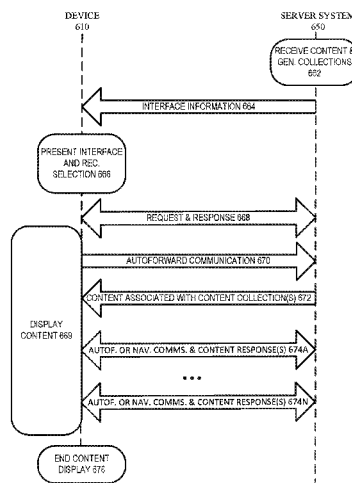 DEVICE
610
SERVER SYSTEM
650
RECEIVE CONTENT &
GEN. COLLECTIONS
662
INTERFACE INFORMATION 664
PRESENT INTERFACE
AND REC.
SELECTION 666
REQUEST & RESPONSE 668
AUTOFORWARD COMMUNICATION 670
CONTENT ASSOCIATED WITH CONTENT COLLECTION(S) 672
DISPLAY
CONTENT 669
AUTOF. OR NAV. COMMS. & CONTENT RESPONSE(S) 674A
...
AUTOF. OR NAV. COMMS. & CONTENT RESPONSE(S) 674N
END CONTENT
DISPLAY 676